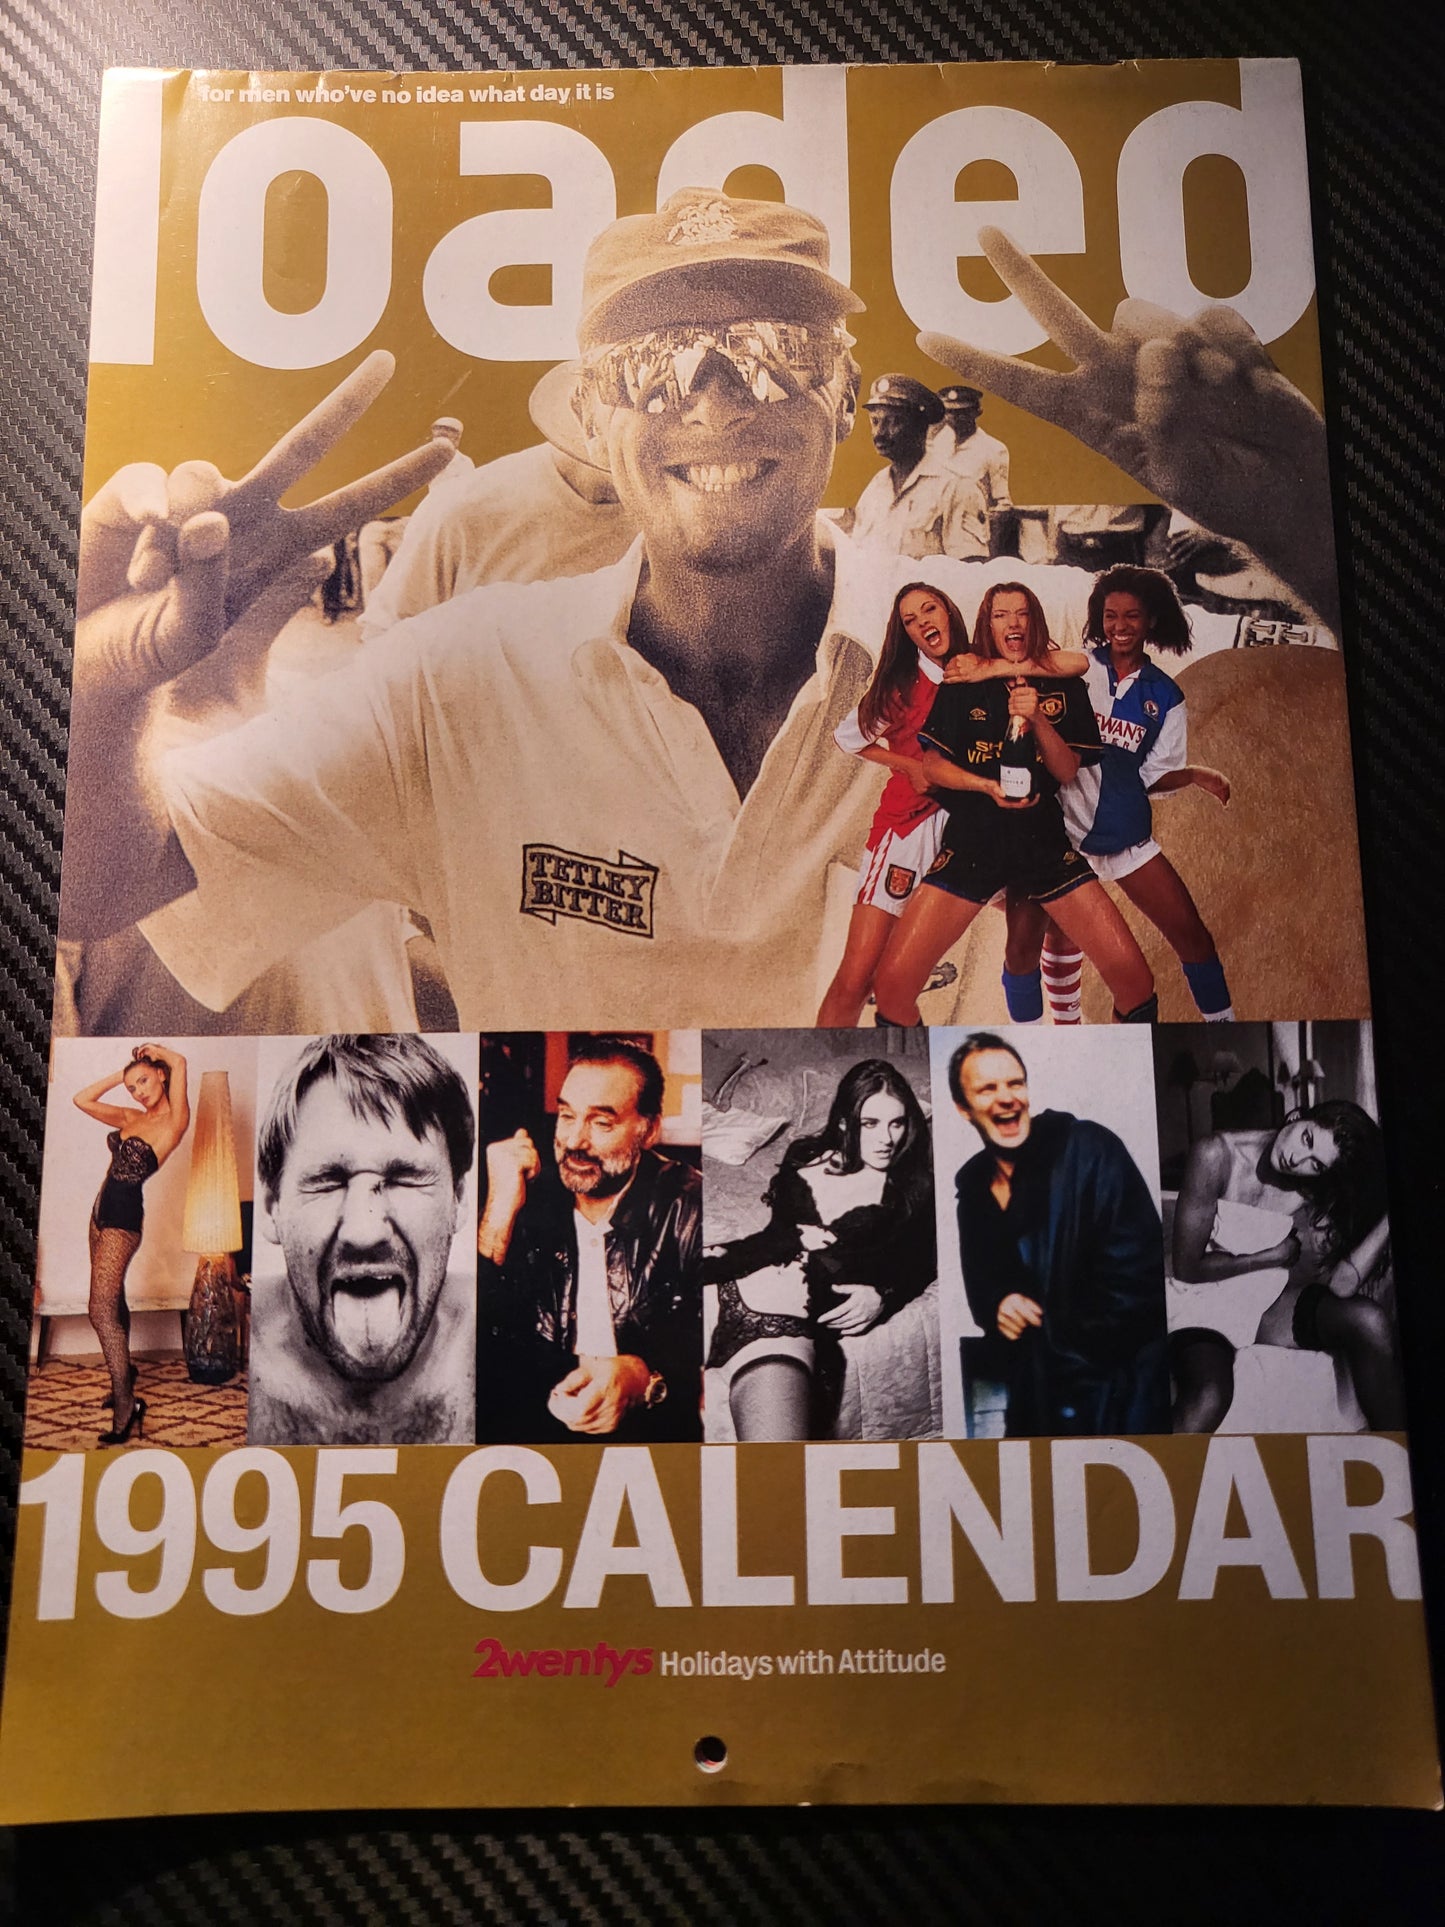 for men who've no idea what day it is
loaded
TETLEY
BITTER
1995 CALENDAR
2wentys Holidays with Attitude